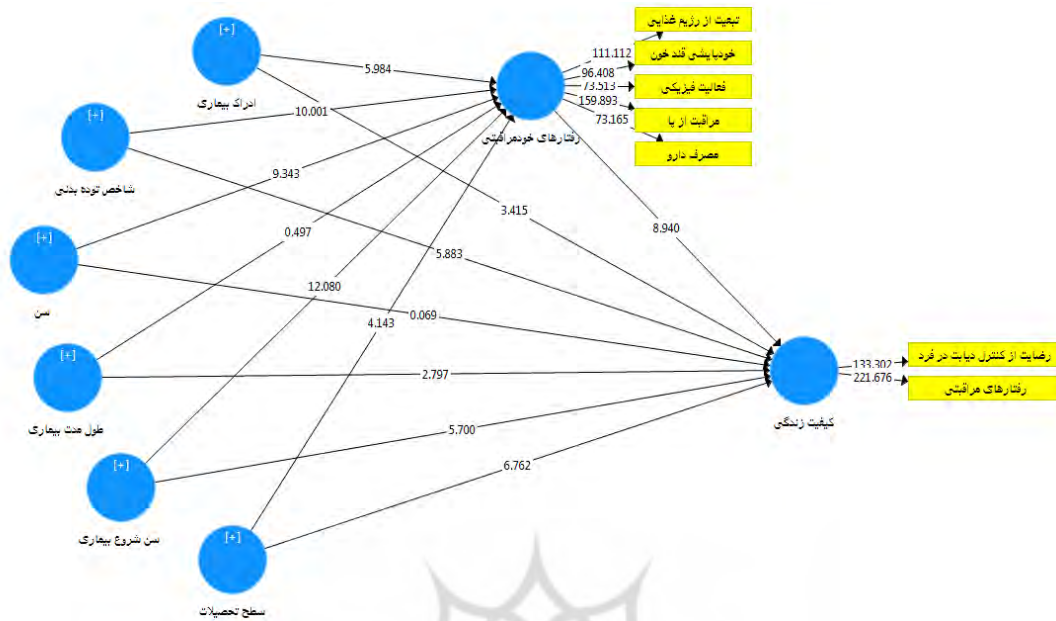 [+]
ادراک بیماری
[+]
شاخص توده بدنی
[+]
سن
[+]
طول مدت بیماری
[+]
سن شروع بیماری
[+]
سطح تحصیلات
رفتارهای خودمراقبتی
تبعیت از رژیم غذایی
خودپایشی قند خون
فعالیت فیزیکی
مراقبت از پا
مصرف دارو
کیفیت زندگی
رضایت از کنترل دیابت در فرد
رفتارهای مراقبتی
5.984
10.001
9.343
0.497
12.080
4.143
111.112
96.408
73.513
159.893
73.165
3.415
5.883
0.069
2.797
5.700
6.762
8.940
133.302
221.676